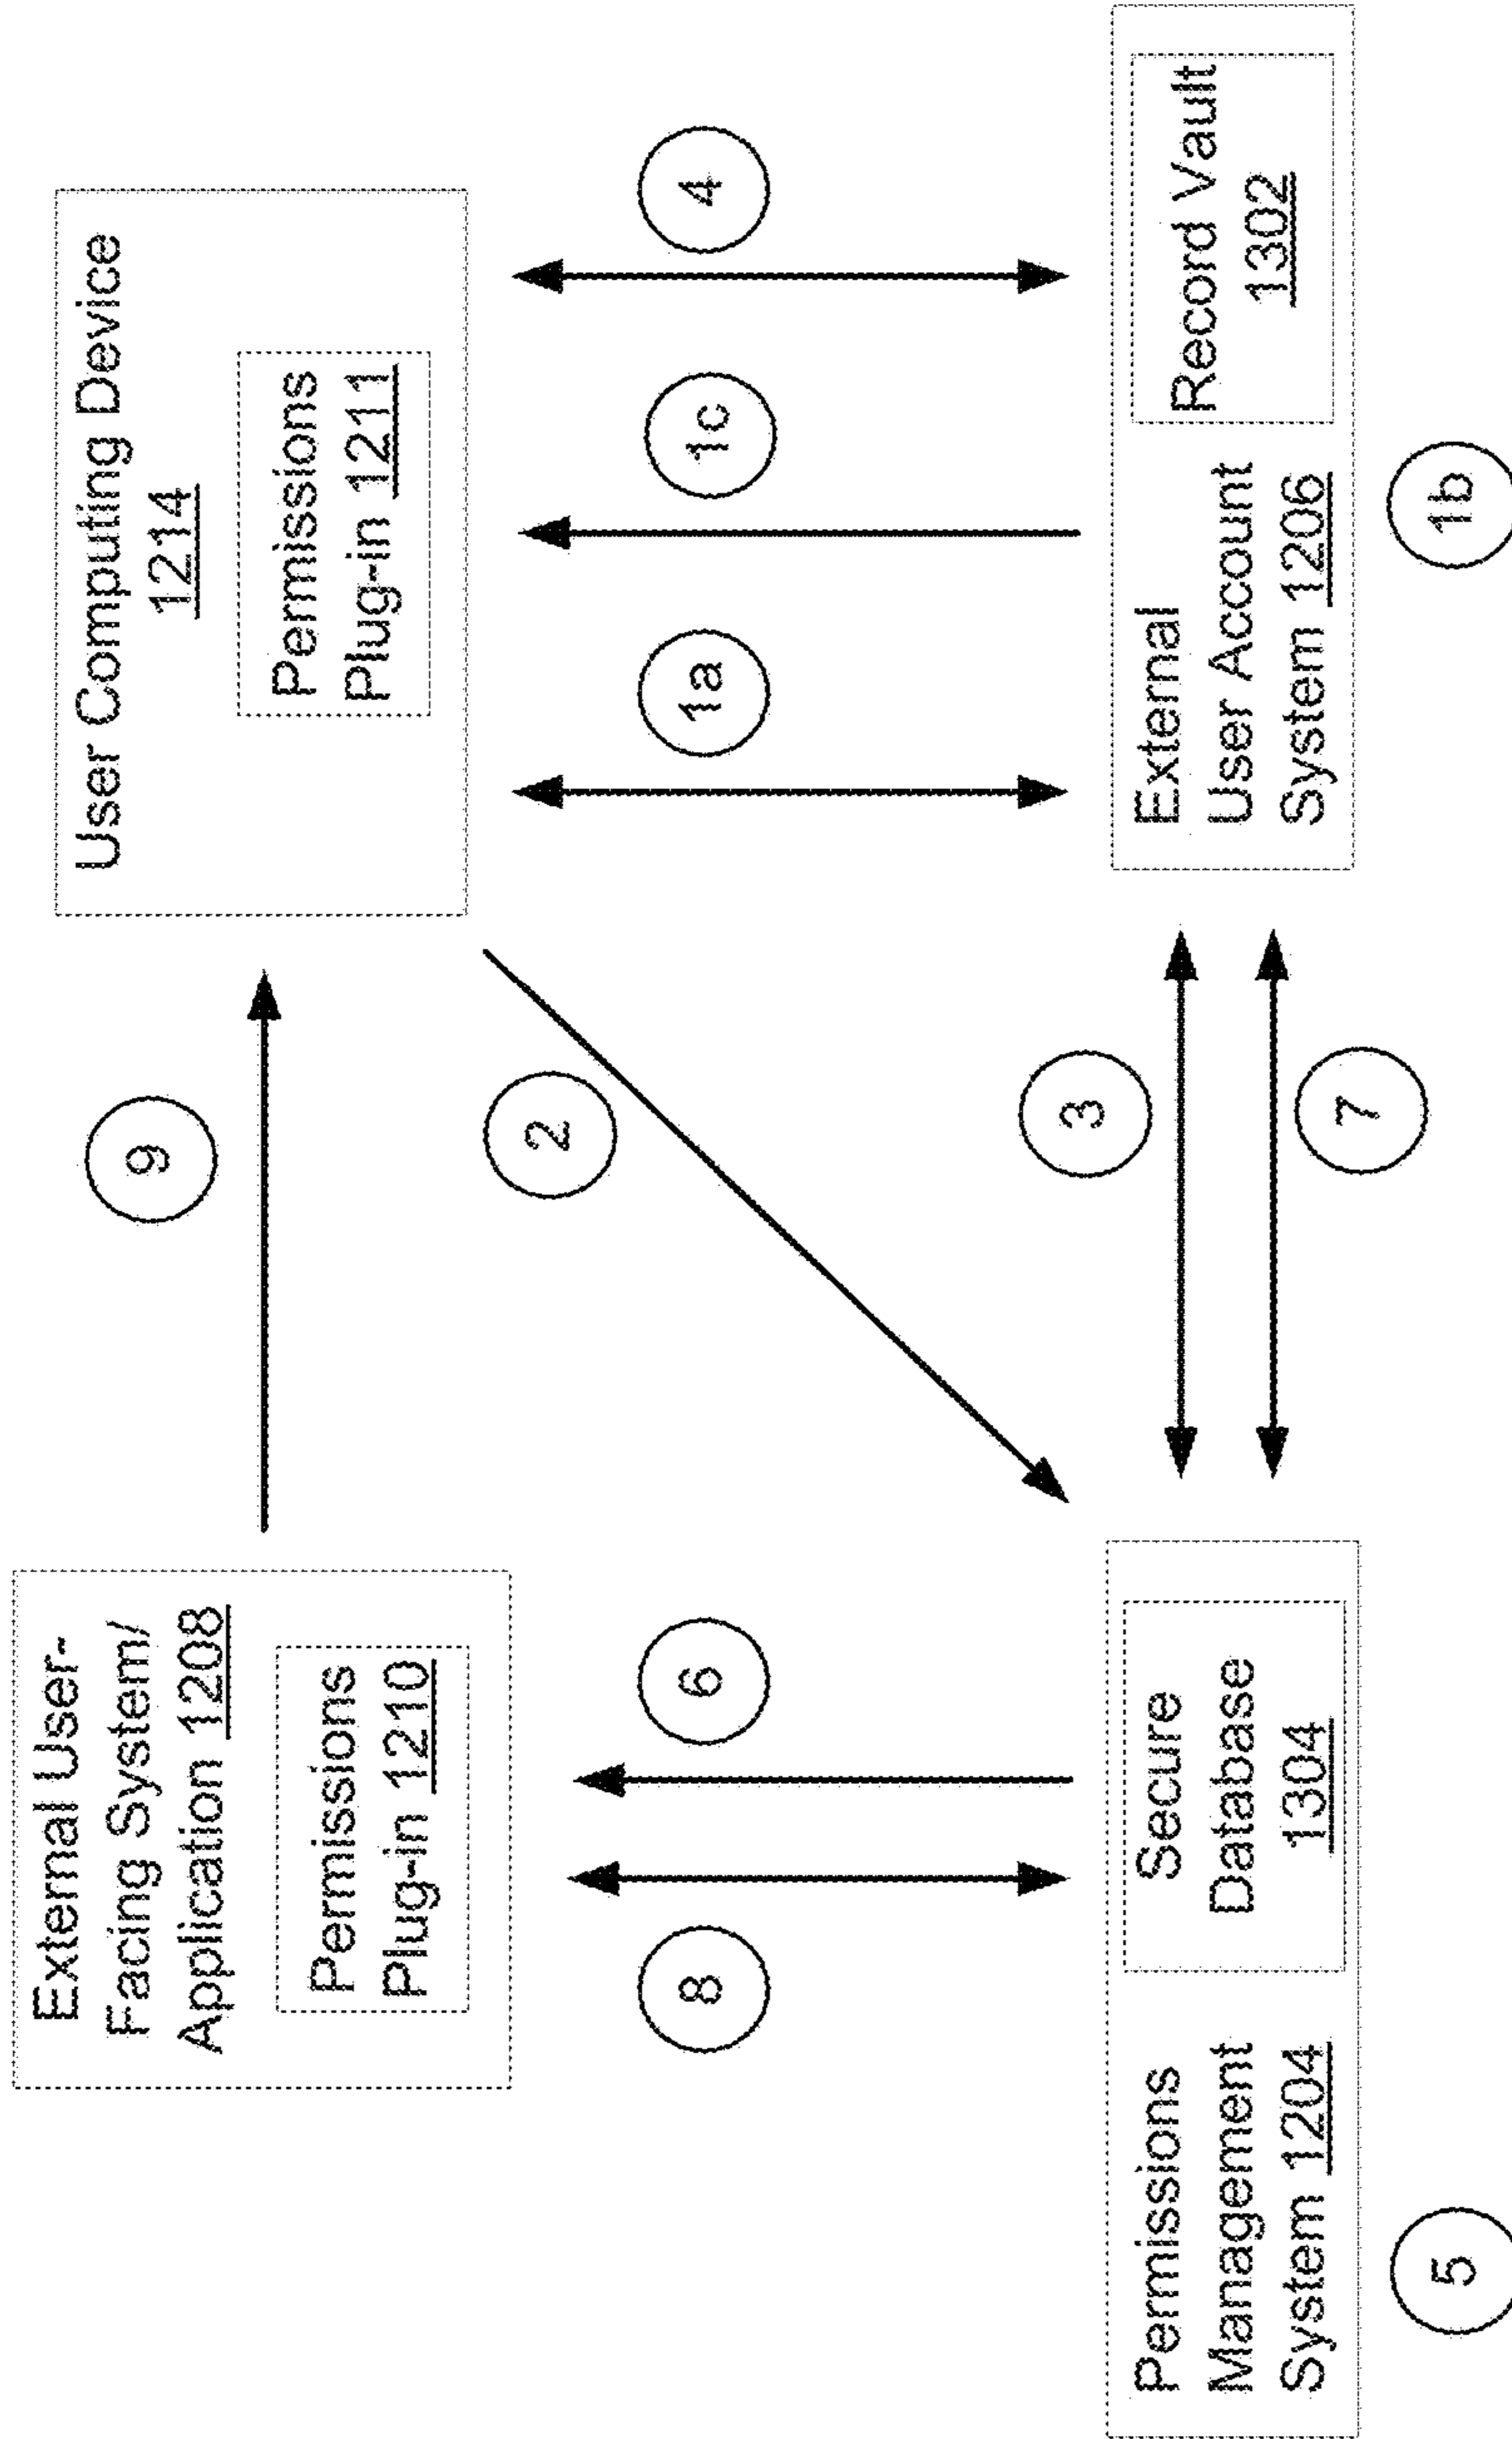 External User-
Facing System/
Application 1208
Permissions
Plug-in 1210
9
User Computing Device
1214
Permissions
Plug-in 1211
8
6
2
1a
1c
4
Permissions
Management
System 1204
Secure
Database
1304
3
7
External
User Account
System 1206
Record Vault
1302
5
1b